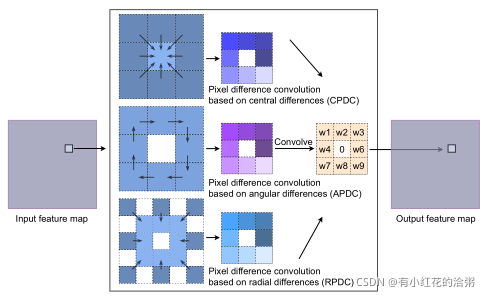 Pixel difference convolution
based on central differences (CPDC)
Convolve
w1 w2 w3
w4 0 w6
w7 w8 w9
Pixel difference convolution
based on angular differences (APDC)
Input feature map
Output feature map
Pixel difference convolution
based on radial differences (RPDC)
CSDN @有小红花的洽粥